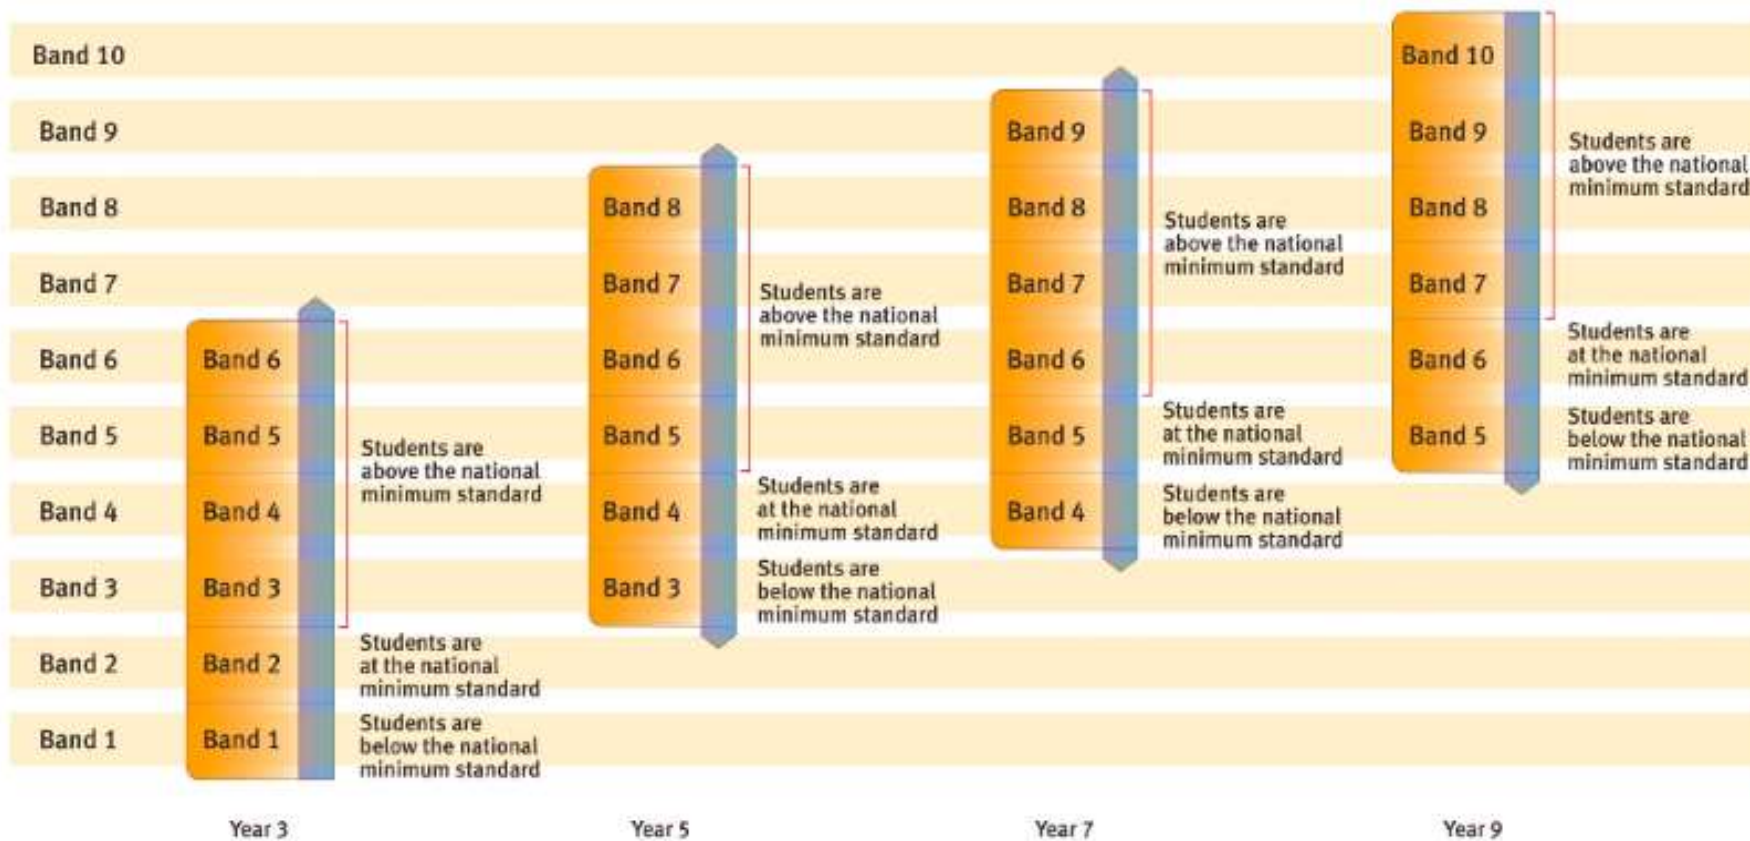 Band 10
Band 9
Band 8
Band 7
Band 6
Band 5
Band 4
Band 3
Band 2
Band 1
Band 6
Band 5
Band 4
Band 3
Band 2
Band 1
Students are
above the national
minimum standard
Students are
at the national
minimum standard
Students are
below the national
minimum standard
Year 3
Band 8
Band 7
Band 6
Band 5
Band 4
Band 3
Students are
above the national
minimum standard
Students are
at the national
minimum standard
Students are
below the national
minimum standard
Year 5
Band 9
Band 8
Band 7
Band 6
Band 5
Band 4
Students are
above the national
minimum standard
Students are
at the national
minimum standard
Students are
below the national
minimum standard
Year 7
Band 10
Band 9
Band 8
Band 7
Band 6
Band 5
Students are
above the national
minimum standard
Students are
at the national
minimum standard
Students are
below the national
minimum standard
Year 9